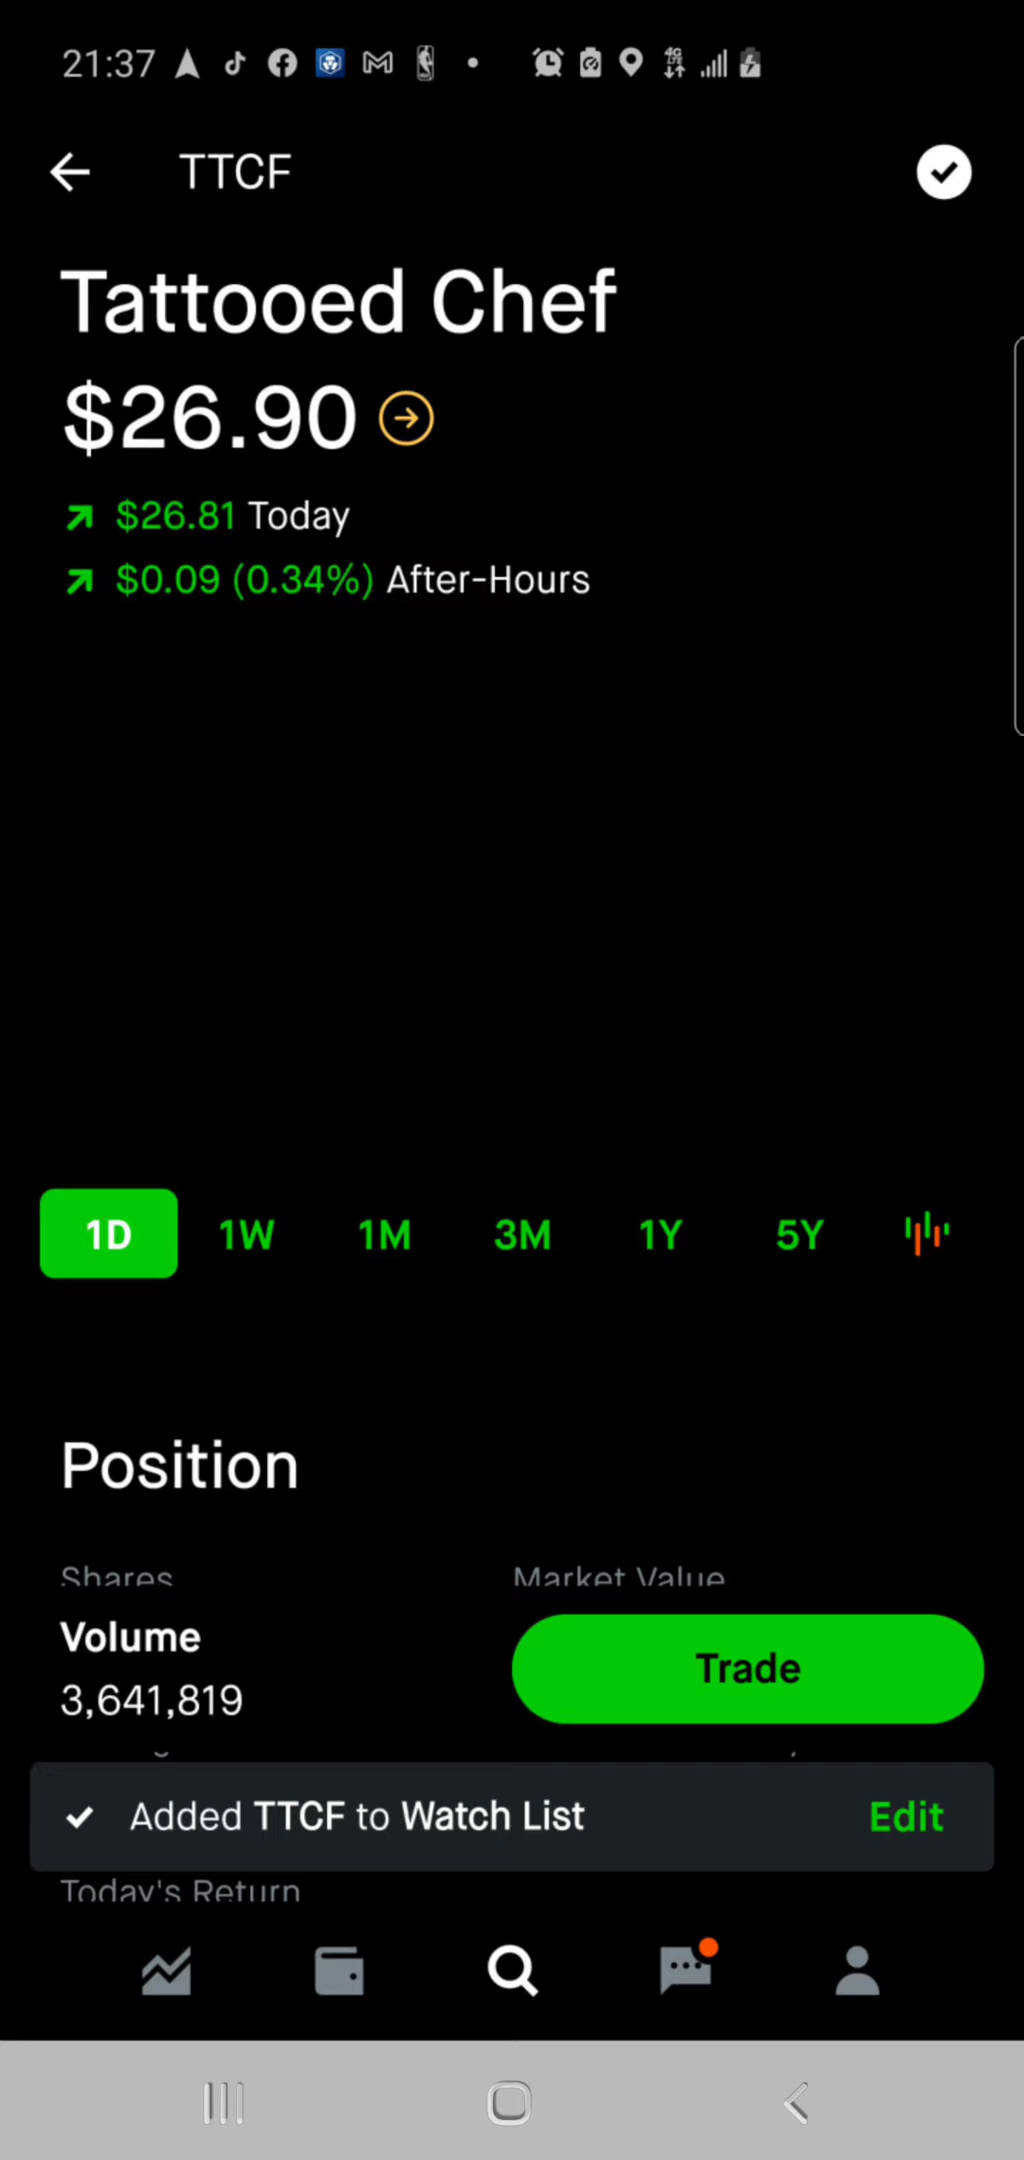 21:37
TTCF
Tattooed Chef
$26.90
$26.81 Today
$0.09 (0.34%) After-Hours
1D 1W 1M 3M 1Y 5Y
Position
Shares Market Value
Volume
3,641,819
Trade
Added TTCF to Watch List Edit
Today's Return